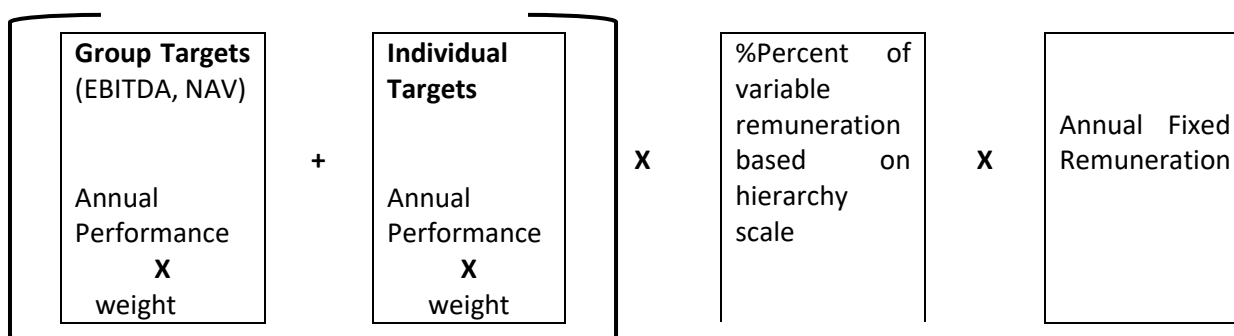 Group Targets
(EBITDA, NAV)
Annual
Performance
X
weight
+
Individual
Targets
Annual
Performance
X
weight
X
%Percent of
variable
remuneration
based on
hierarchy
scale
X
Annual Fixed
Remuneration